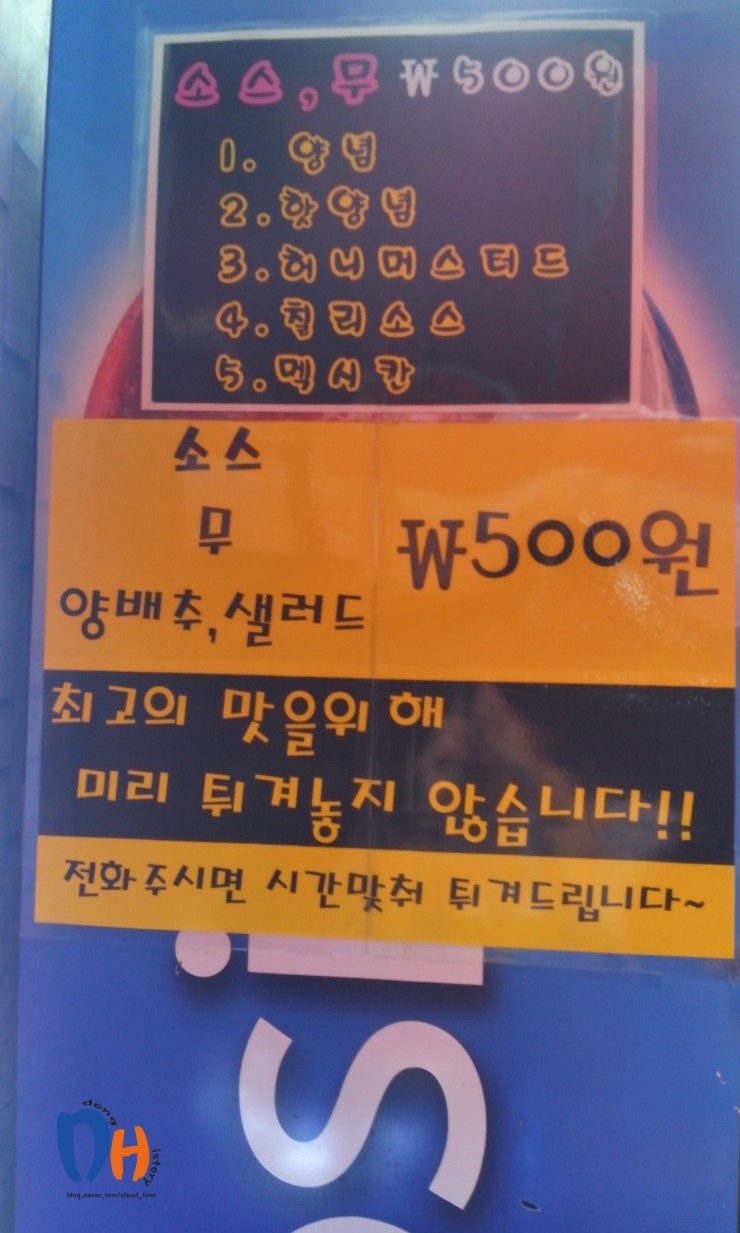 소스,무 ₩500원
1. 양념
2.핫양념
3.허니머스터드
4.칠리소스
5.멕시칸
소스
무
양배추,샐러드
₩500원
최고의 맛을위해
미리 튀겨놓지 않습니다!!
전화주시면 시간맞춰 튀겨드립니다~
dong
DH
istory